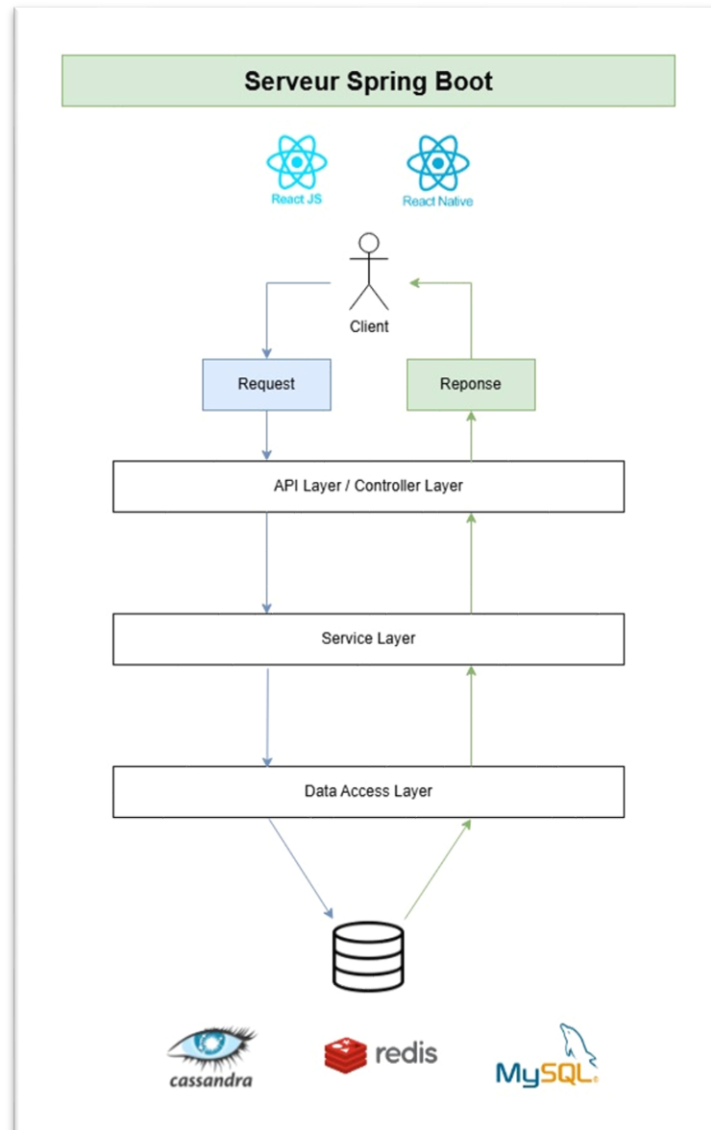 Serveur Spring Boot
React JS
React Native
Client
Request
Reponse
API Layer / Controller Layer
Service Layer
Data Access Layer
cassandra
redis
MySQL®